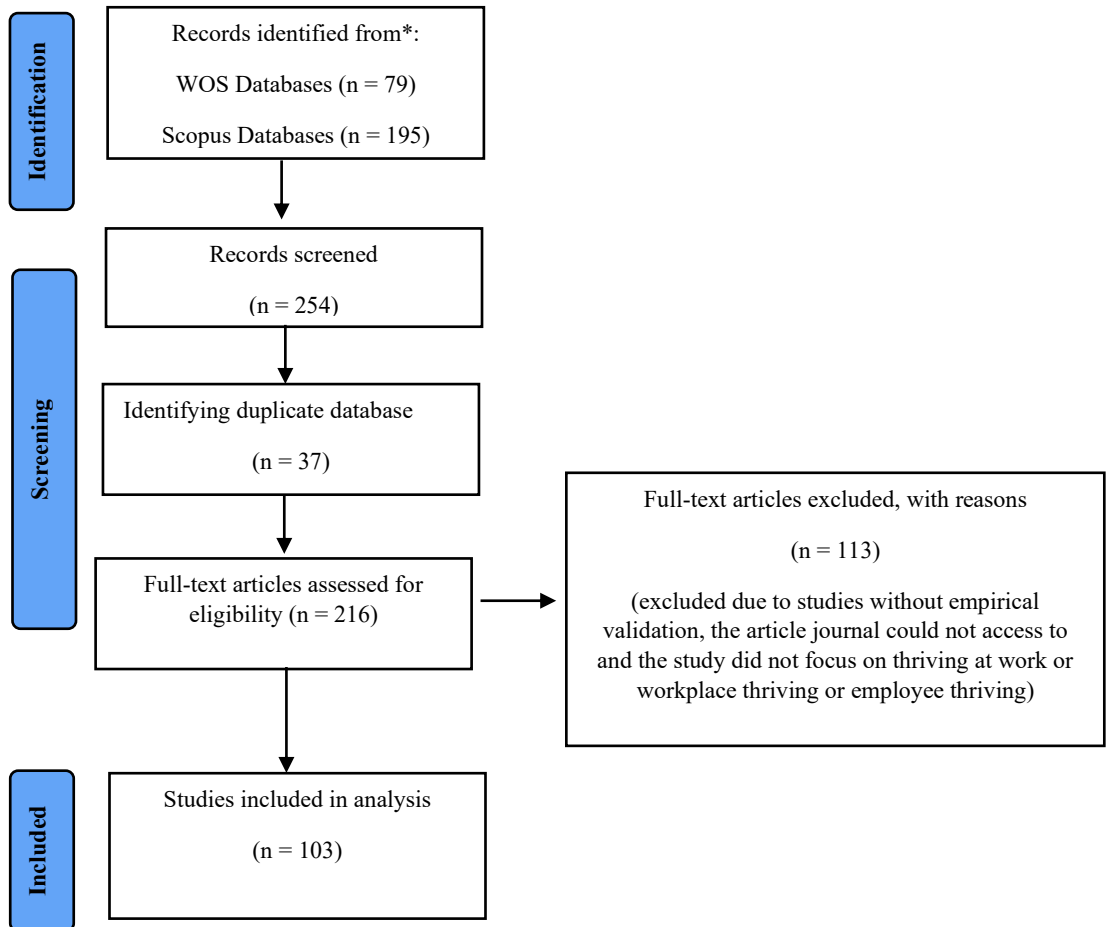 Identification
Records identified from*:
WOS Databases (n = 79)
Scopus Databases (n = 195)
Screening
Records screened
(n = 254)
Identifying duplicate database
(n = 37)
Full-text articles assessed for
eligibility (n = 216)
Full-text articles excluded, with reasons
(n = 113)
(excluded due to studies without empirical
validation, the article journal could not access to
and the study did not focus on thriving at work or
workplace thriving or employee thriving)
Included
Studies included in analysis
(n = 103)